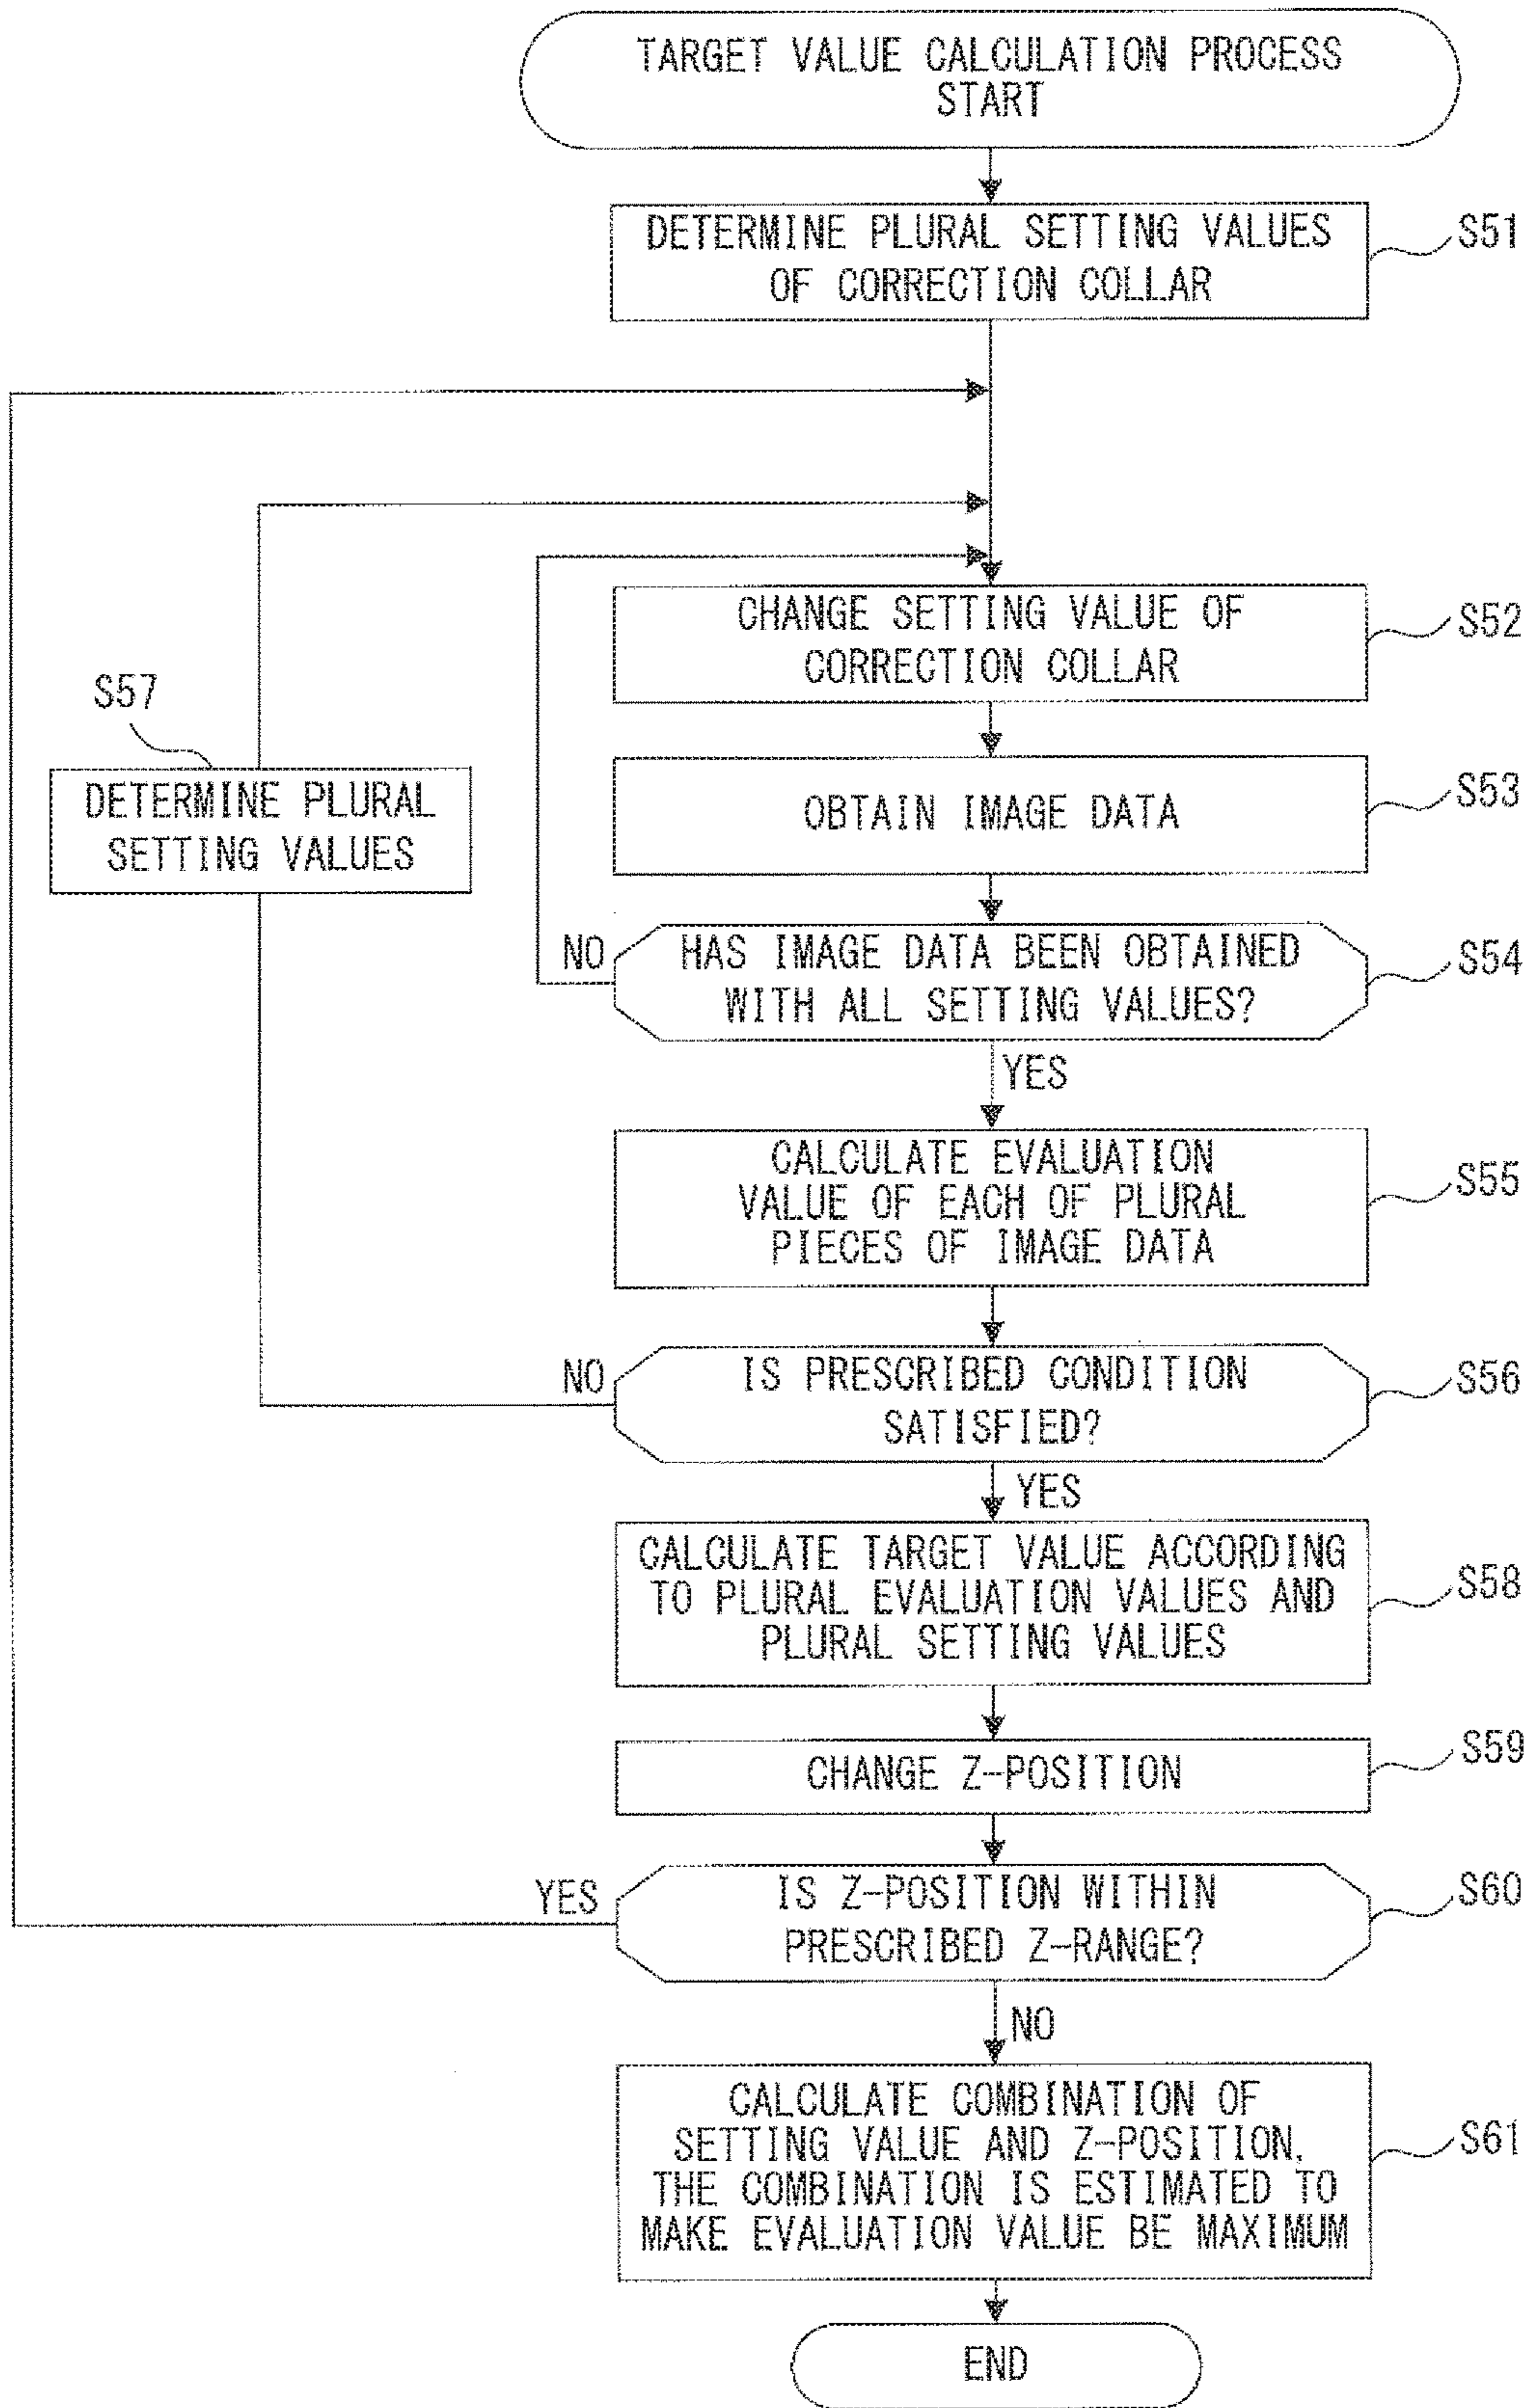 TARGET VALUE CALCULATION PROCESS
START
DETERMINE PLURAL SETTING VALUES
OF CORRECTION COLLAR
S51
CHANGE SETTING VALUE OF
CORRECTION COLLAR
S52
S57
DETERMINE PLURAL
SETTING VALUES
OBTAIN IMAGE DATA
S53
NO
HAS IMAGE DATA BEEN OBTAINED
WITH ALL SETTING VALUES?
S54
YES
CALCULATE EVALUATION
VALUE OF EACH OF PLURAL
PIECES OF IMAGE DATA
S55
NO
IS PRESCRIBED CONDITION
SATISFIED?
S56
YES
CALCULATE TARGET VALUE ACCORDING
TO PLURAL EVALUATION VALUES AND
PLURAL SETTING VALUES
S58
CHANGE Z-POSITION
S59
YES
IS Z-POSITION WITHIN
PRESCRIBED Z-RANGE?
S60
NO
CALCULATE COMBINATION OF
SETTING VALUE AND Z-POSITION,
THE COMBINATION IS ESTIMATED TO
MAKE EVALUATION VALUE BE MAXIMUM
S61
END